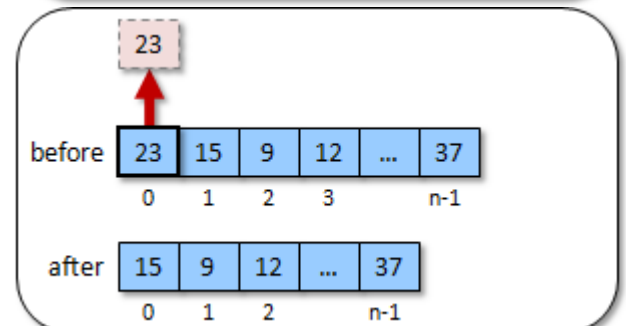 23
before 23 15 9 12 ... 37
0 1 2 3 n-1
after 15 9 12 ... 37
0 1 2 n-1